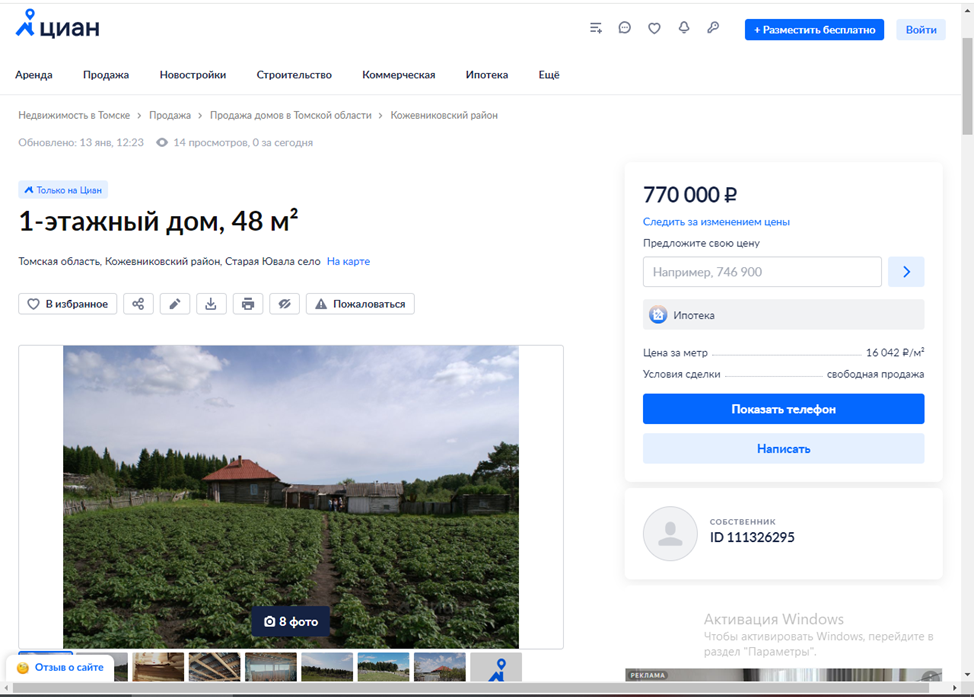 циан
+ Разместить бесплатно
Войти
Аренда Продажа Новостройки Строительство Коммерческая Ипотека Ещё
Недвижимость в Томске > Продажа > Продажа домов в Томской области > Кожевниковский район
Обновлено: 13 янв, 12:23 14 просмотров, 0 за сегодня
Только на Циан
1-этажный дом, 48 м²
Томская область, Кожевниковский район, Старая Ювала село На карте
В избранное
Пожаловаться
8 фото
Отзыв о сайте
770 000 ₽
Следить за изменением цены
Предложите свою цену
Например, 746 900
Ипотека
Цена за метр 16 042 ₽/м²
Условия сделки свободная продажа
Показать телефон
Написать
СОБСТВЕННИК
ID 111326295
Активация Windows
Чтобы активировать Windows, перейдите в
раздел "Параметры".
РЕКЛАМА